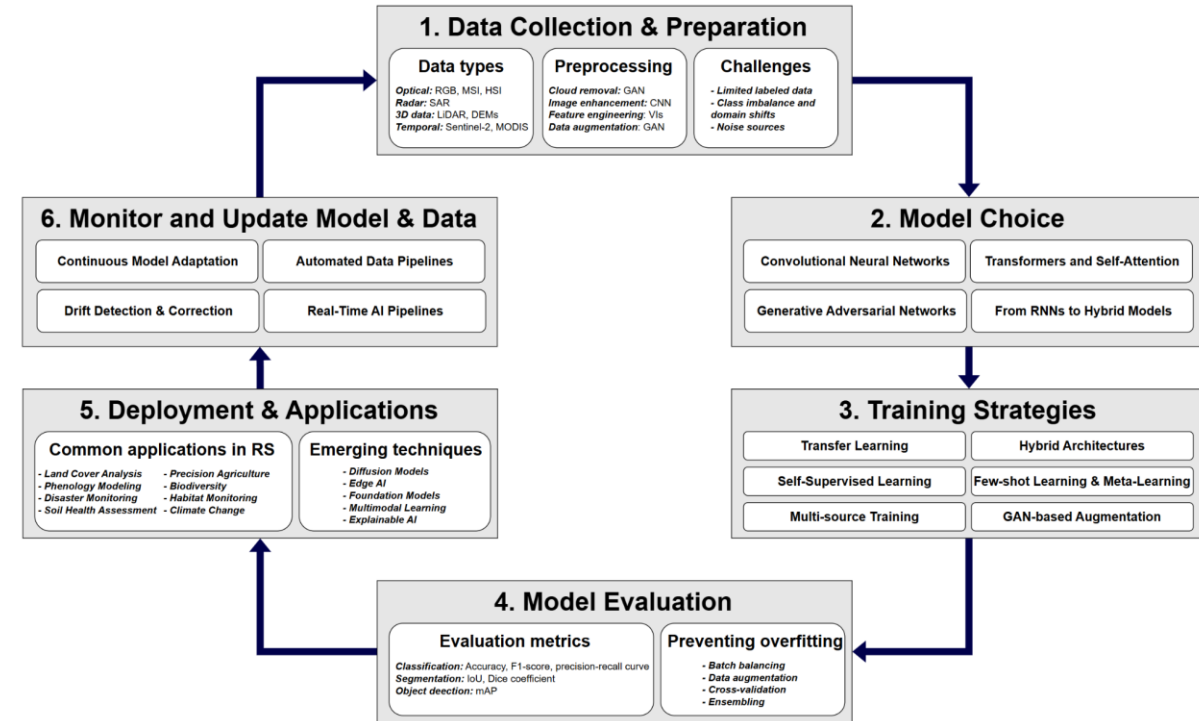 1. Data Collection & Preparation
Data types
Optical: RGB, MSI, HSI
Radar: SAR
3D data: LiDAR, DEMs
Temporal: Sentinel-2, MODIS
Preprocessing
Cloud removal: GAN
Image enhancement: CNN
Feature engineering: VIs
Data augmentation: GAN
Challenges
- Limited labeled data
- Class imbalance and
domain shifts
- Noise sources
2. Model Choice
Convolutional Neural Networks
Transformers and Self-Attention
Generative Adversarial Networks
From RNNs to Hybrid Models
3. Training Strategies
Transfer Learning
Hybrid Architectures
Self-Supervised Learning
Few-shot Learning & Meta-Learning
Multi-source Training
GAN-based Augmentation
4. Model Evaluation
Evaluation metrics
Classification: Accuracy, F1-score, precision-recall curve
Segmentation: IoU, Dice coefficient
Object deection: mAP
Preventing overfitting
- Batch balancing
- Data augmentation
- Cross-validation
- Ensembling
5. Deployment & Applications
Common applications in RS
- Land Cover Analysis
- Phenology Modeling
- Disaster Monitoring
- Soil Health Assessment
- Precision Agriculture
- Biodiversity
- Habitat Monitoring
- Climate Change
Emerging techniques
- Diffusion Models
- Edge AI
- Foundation Models
- Multimodal Learning
- Explainable AI
6. Monitor and Update Model & Data
Continuous Model Adaptation
Automated Data Pipelines
Drift Detection & Correction
Real-Time AI Pipelines